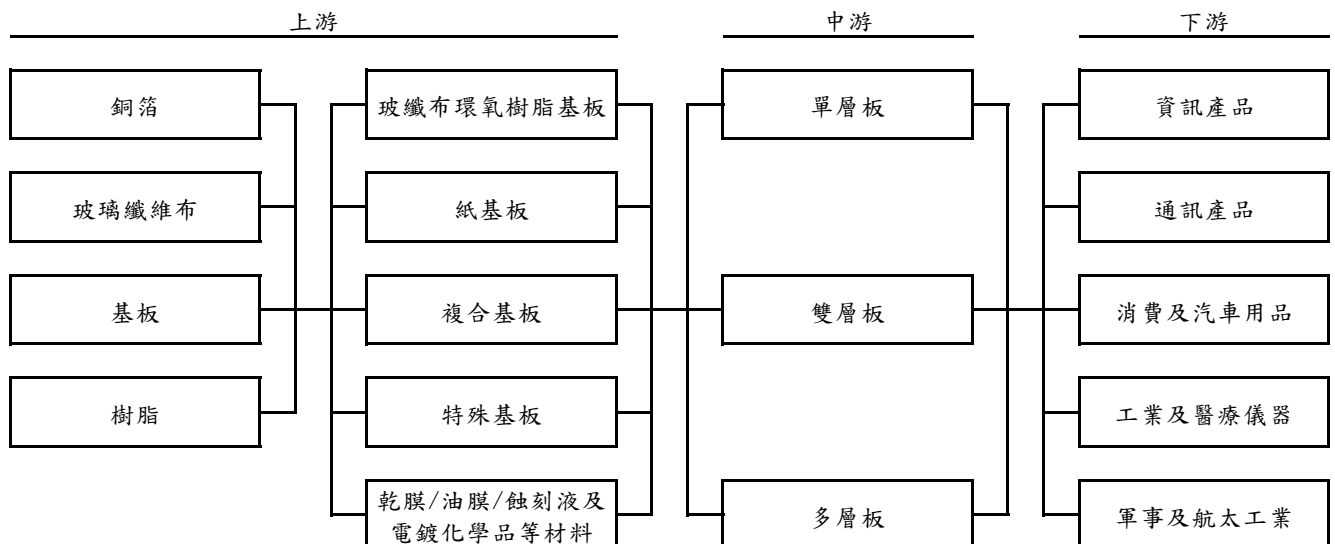 上游
中游
下游
銅箔
玻纖布環氧樹脂基板
單層板
資訊產品
玻璃纖維布
紙基板
通訊產品
基板
複合基板
雙層板
消費及汽車用品
樹脂
特殊基板
工業及醫療儀器
乾膜/油膜/蝕刻液及
電鍍化學品等材料
多層板
軍事及航太工業